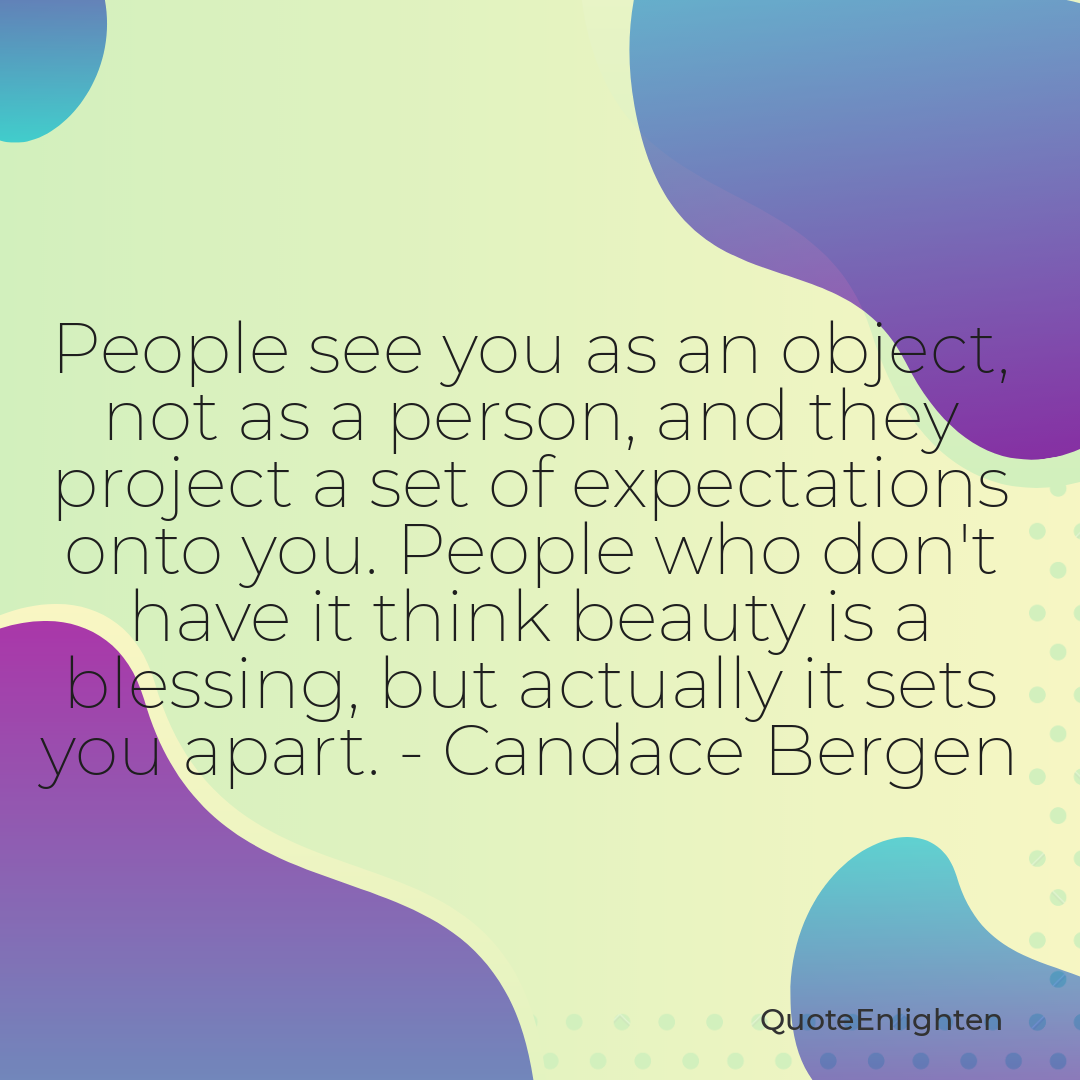 People see you as an object,
not as a person, and they
project a set of expectations
onto you. People who don't
have it think beauty is a
blessing, but actually it sets
you apart. - Candace Bergen
QuoteEnlighten